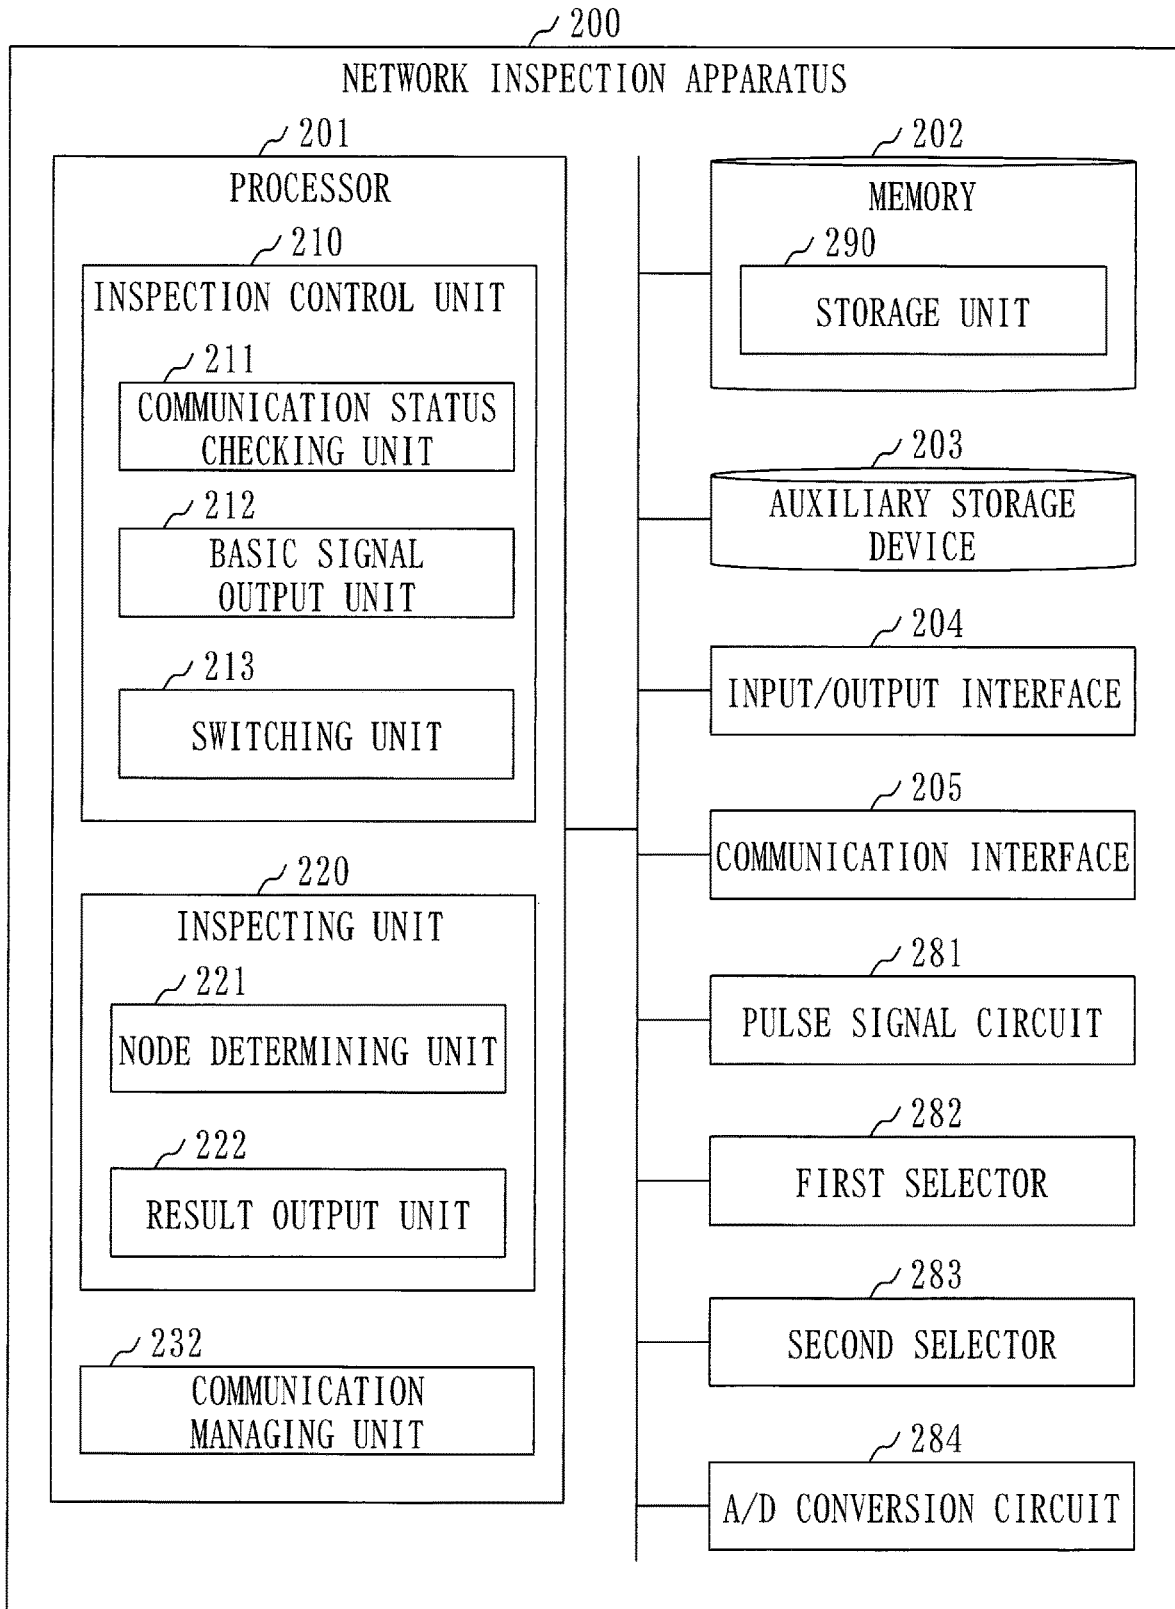 200
NETWORK INSPECTION APPARATUS
201
PROCESSOR
210
INSPECTION CONTROL UNIT
211
COMMUNICATION STATUS
CHECKING UNIT
212
BASIC SIGNAL
OUTPUT UNIT
213
SWITCHING UNIT
220
INSPECTING UNIT
221
NODE DETERMINING UNIT
222
RESULT OUTPUT UNIT
232
COMMUNICATION
MANAGING UNIT
202
MEMORY
290
STORAGE UNIT
203
AUXILIARY STORAGE
DEVICE
204
INPUT/OUTPUT INTERFACE
205
COMMUNICATION INTERFACE
281
PULSE SIGNAL CIRCUIT
282
FIRST SELECTOR
283
SECOND SELECTOR
284
A/D CONVERSION CIRCUIT